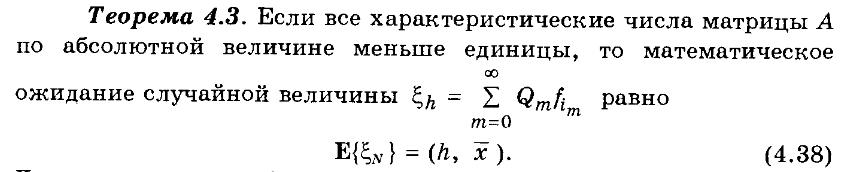 Теорема 4.3. Если все характеристические числа матрицы A
по абсолютной величине меньше единицы, то математическое
ожидание случайной величины ξ_h = ∑_{m=0}^{∞} Q_m f_{i_m} равно
E{ξ_N} = (h, x̄). (4.38)